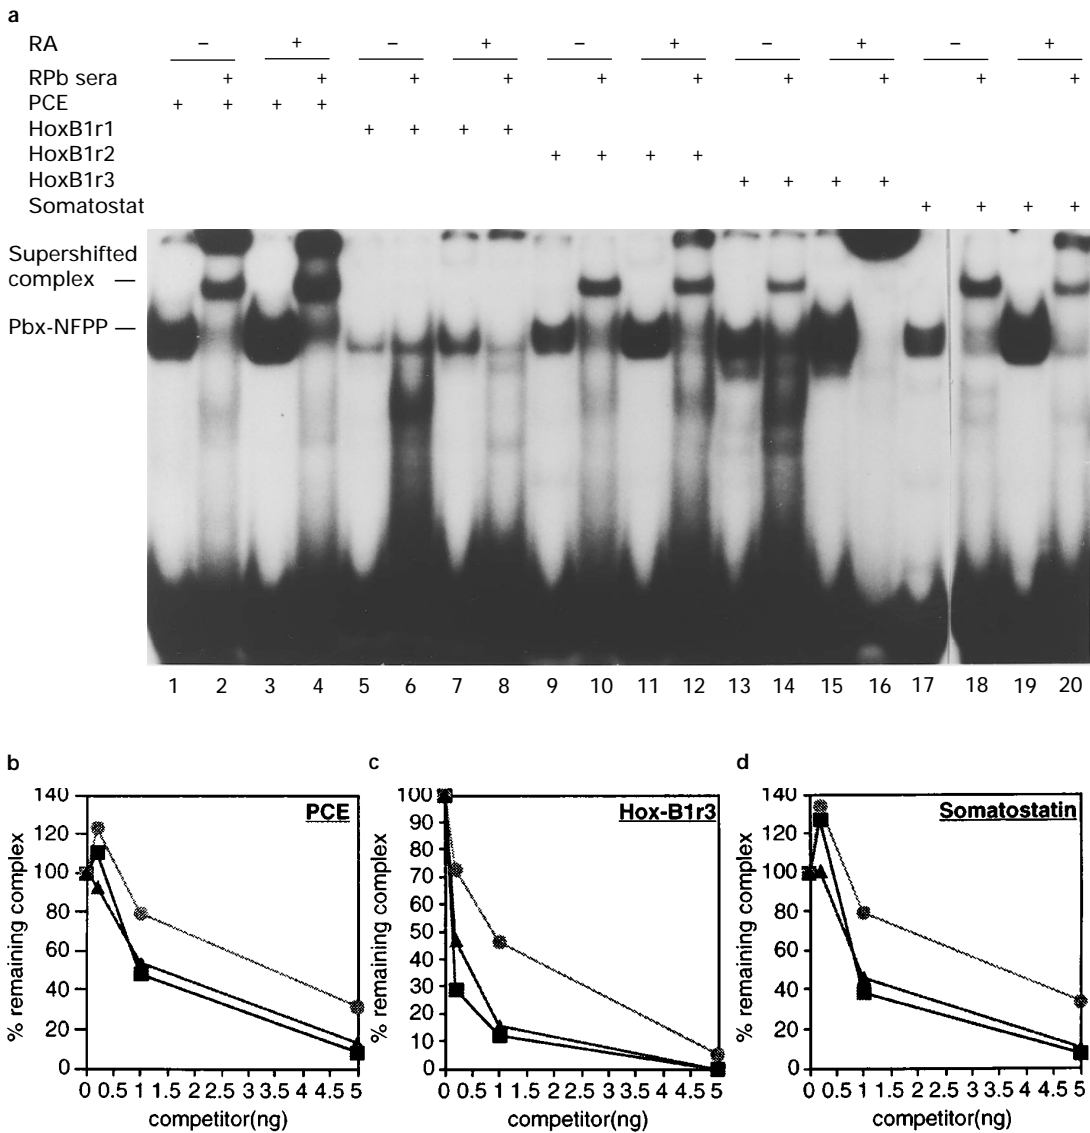 a
RA – + – + – + – + – +
RPb sera + + + + + + + + + +
PCE + + + +
HoxB1r1 + + + +
HoxB1r2 + + + +
HoxB1r3 + + + +
Somatostat + + + +
Supershifted
complex —
Pbx-NFPP —
1 2 3 4 5 6 7 8 9 10 11 12 13 14 15 16 17 18 19 20
b
PCE
% remaining complex
140
120
100
80
60
40
20
0
0 0.5 1 1.5 2 2.5 3 3.5 4 4.5 5
competitor(ng)
c
Hox-B1r3
% remaining complex
100
90
80
70
60
50
40
30
20
10
0
0 0.5 1 1.5 2 2.5 3 3.5 4 4.5 5
competitor(ng)
d
Somatostatin
% remaining complex
140
120
100
80
60
40
20
0
0 0.5 1 1.5 2 2.5 3 3.5 4 4.5 5
competitor(ng)